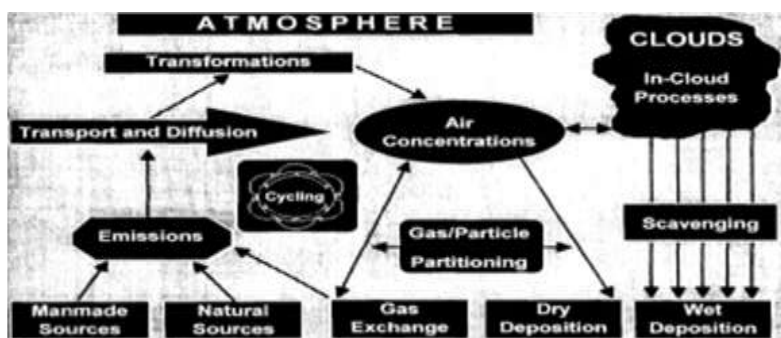 ATMOSPHERE
CLOUDS
In-Cloud
Processes
Transformations
Transport and Diffusion
Air
Concentrations
Cycling
Emissions
Gas/Particle
Partitioning
Scavenging
Manmade
Sources
Natural
Sources
Gas
Exchange
Dry
Deposition
Wet
Deposition